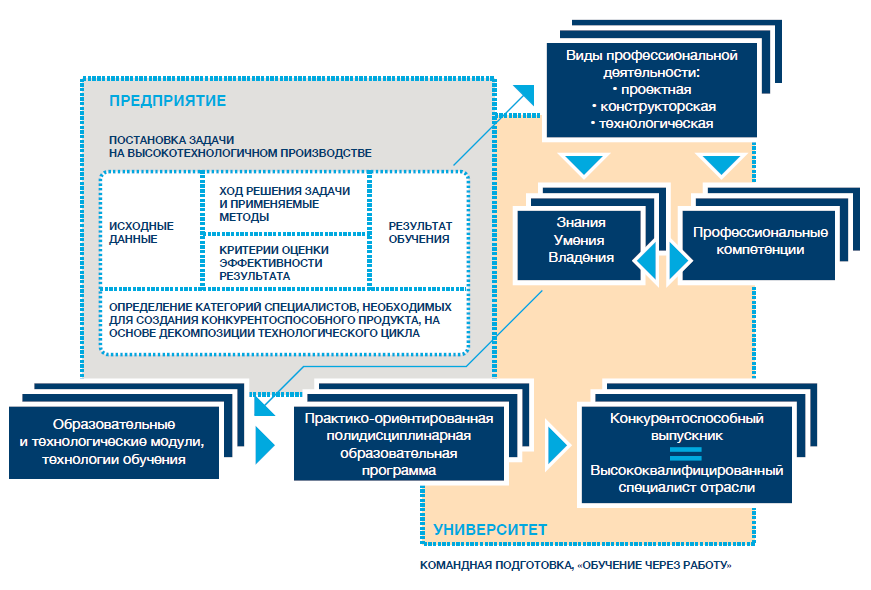 Виды профессиональной
деятельности:
• проектная
• конструкторская
• технологическая
ПРЕДПРИЯТИЕ
ПОСТАНОВКА ЗАДАЧИ
НА ВЫСОКОТЕХНОЛОГИЧНОМ ПРОИЗВОДСТВЕ
ИСХОДНЫЕ
ДАННЫЕ
ХОД РЕШЕНИЯ ЗАДАЧИ
И ПРИМЕНЯЕМЫЕ
МЕТОДЫ
КРИТЕРИИ ОЦЕНКИ
ЭФФЕКТИВНОСТИ
РЕЗУЛЬТАТА
РЕЗУЛЬТАТ
ОБУЧЕНИЯ
ОПРЕДЕЛЕНИЕ КАТЕГОРИЙ СПЕЦИАЛИСТОВ, НЕОБХОДИМЫХ
ДЛЯ СОЗДАНИЯ КОНКУРЕНТОСПОСОБНОГО ПРОДУКТА, НА
ОСНОВЕ ДЕКОМПОЗИЦИИ ТЕХНОЛОГИЧЕСКОГО ЦИКЛА
Знания
Умения
Владения
Профессиональные
компетенции
Образовательные
и технологические модули,
технологии обучения
Практико-ориентированная
полидисциплинарная
образовательная
программа
Конкурентоспособный
выпускник
Высококвалифицированный
специалист отрасли
УНИВЕРСИТЕТ
КОМАНДНАЯ ПОДГОТОВКА, «ОБУЧЕНИЕ ЧЕРЕЗ РАБОТУ»